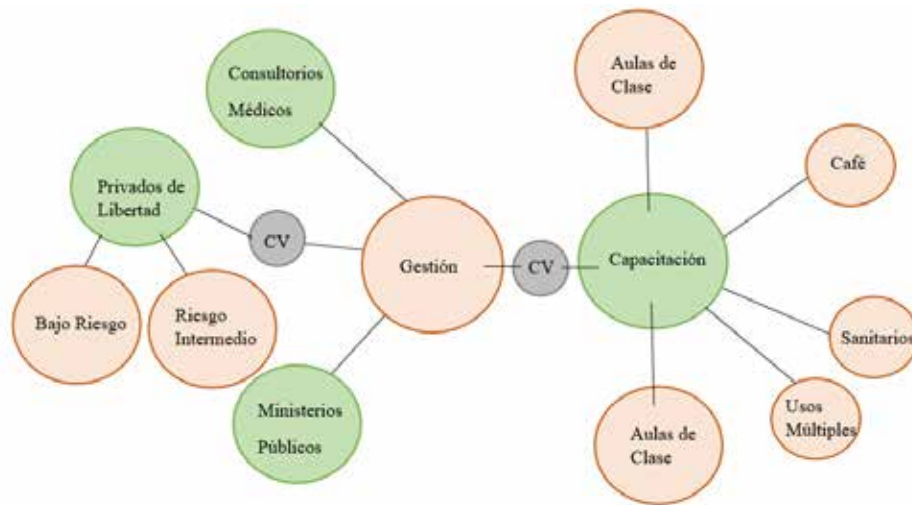 Consultorios
Médicos
Aulas de
Clase
Café
Privados de
Libertad
CV
Gestión
CV
Capacitación
Bajo Riesgo
Riesgo
Intermedio
Sanitarios
Ministerios
Públicos
Usos
Múltiples
Aulas de
Clase